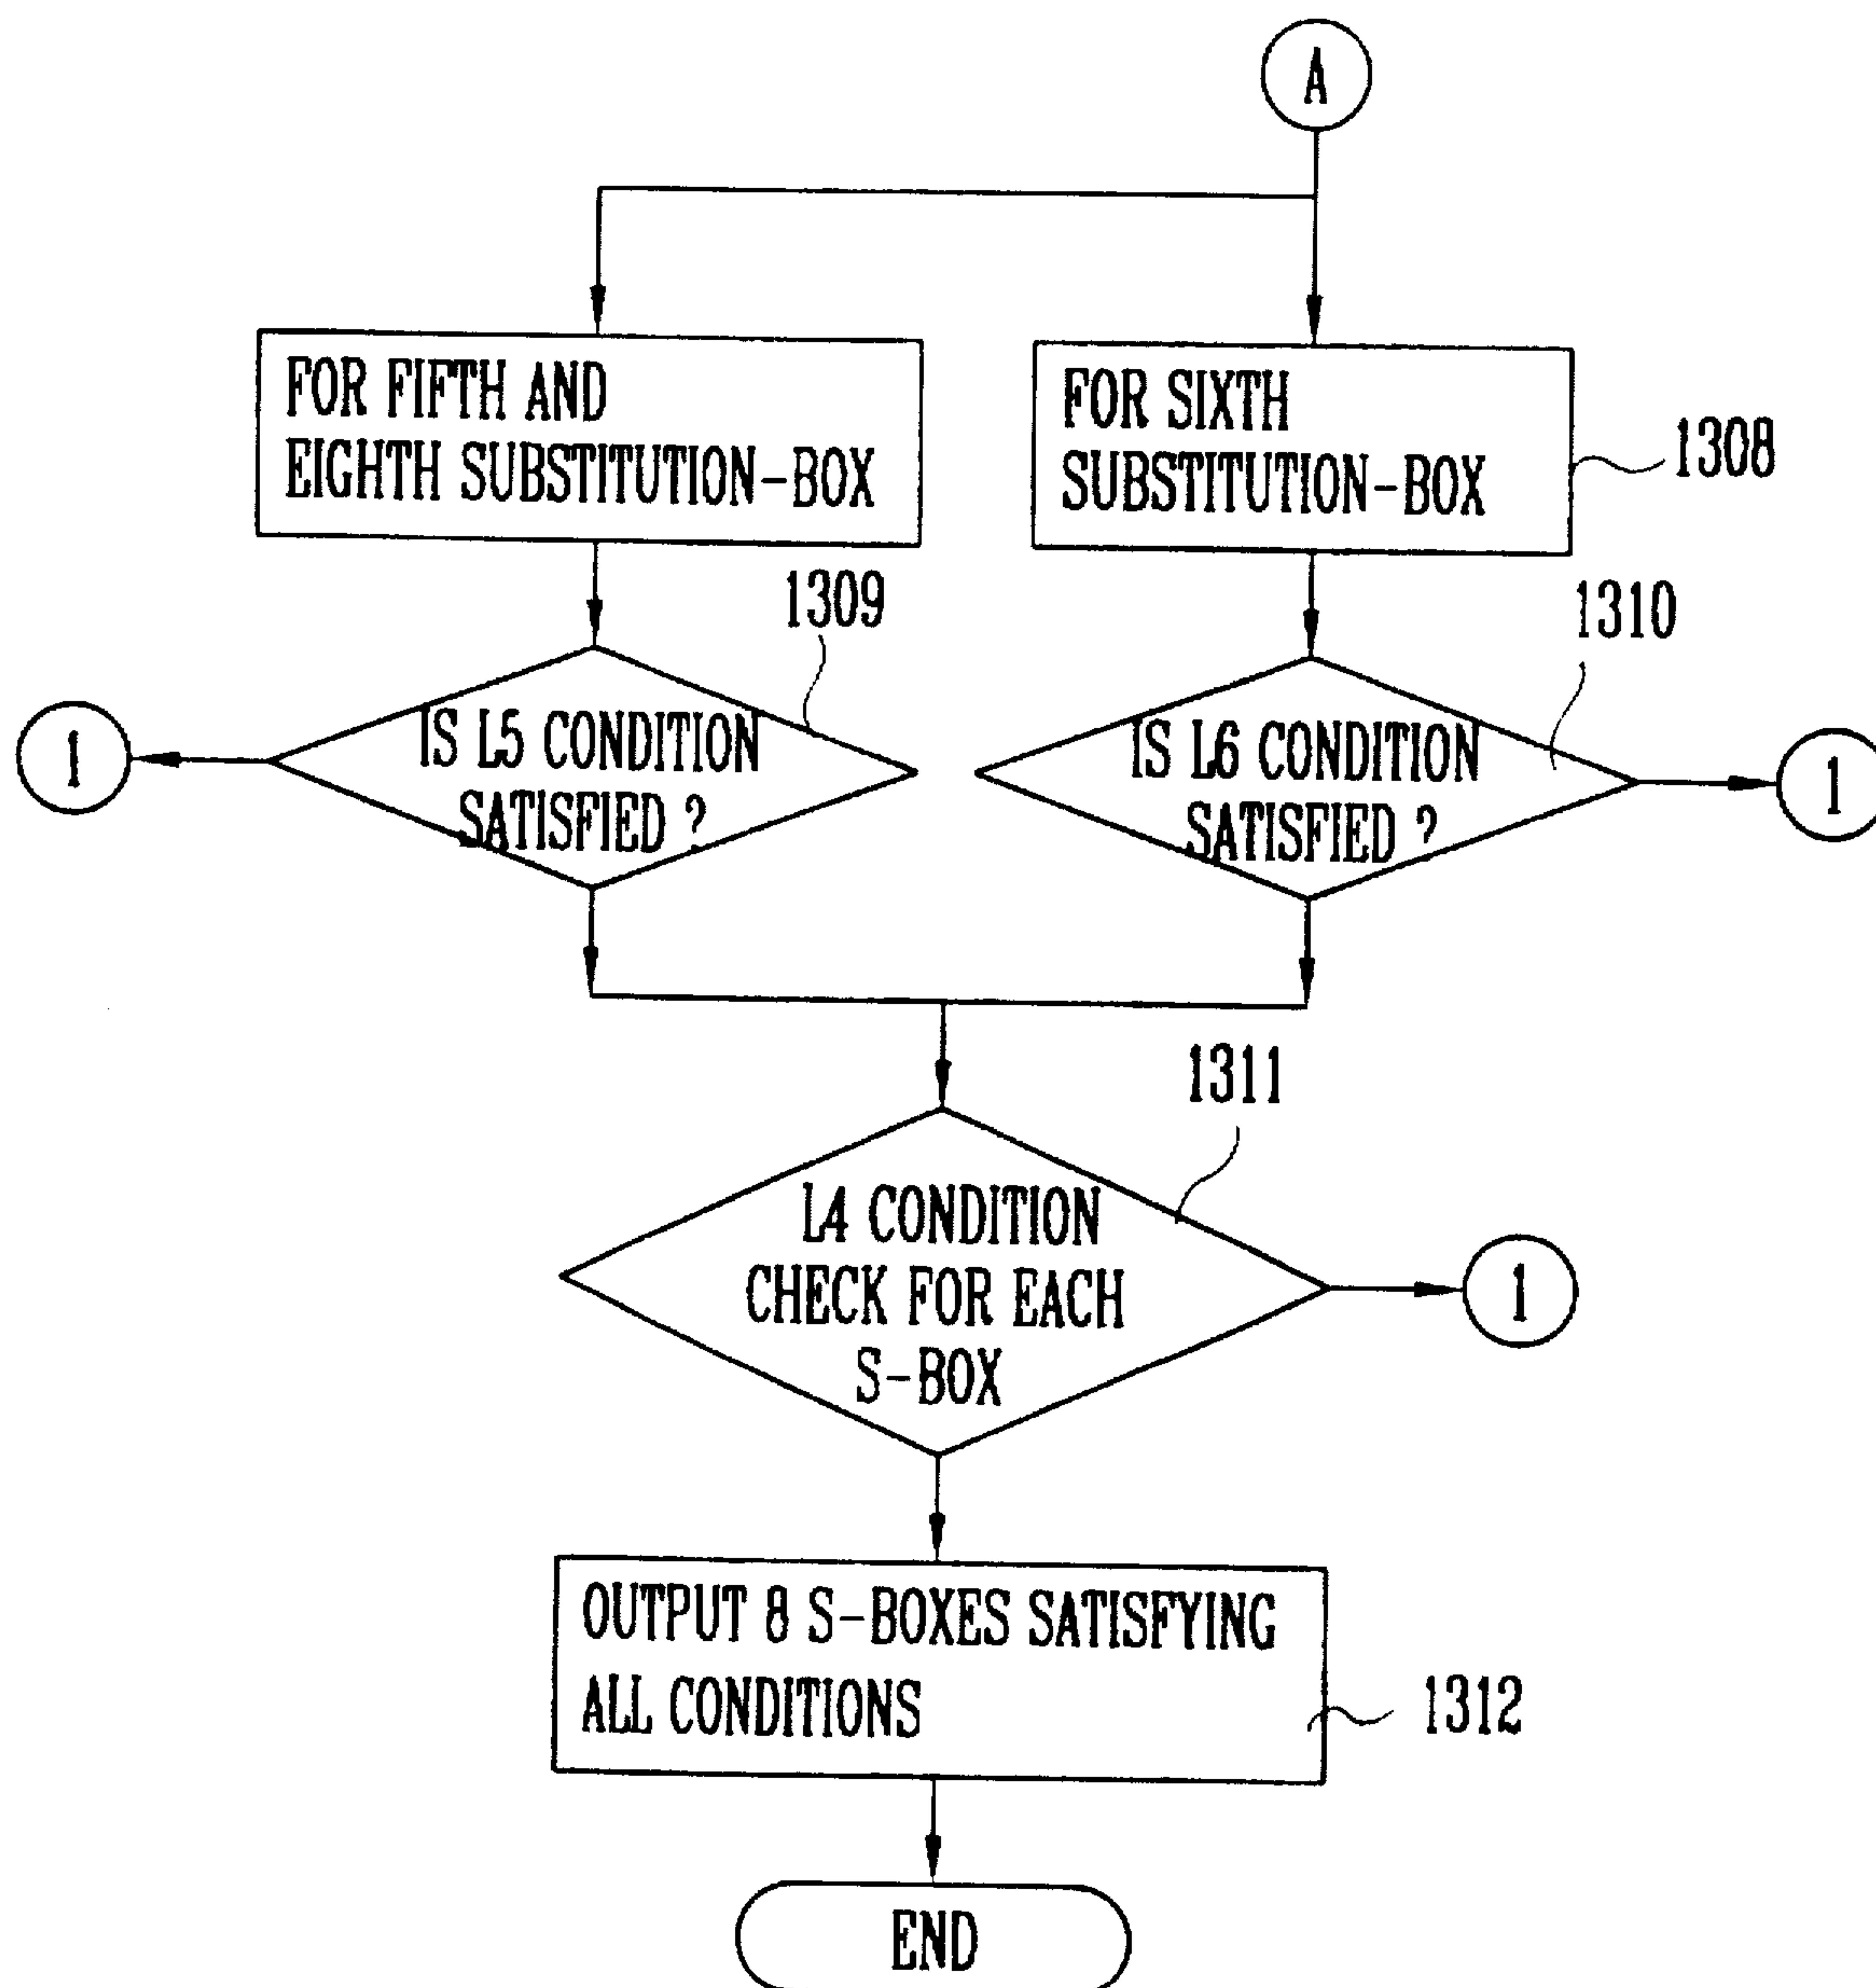 A
FOR FIFTH AND
EIGHTH SUBSTITUTION-BOX
FOR SIXTH
SUBSTITUTION-BOX
1308
1309
1310
IS L5 CONDITION
SATISFIED ?
1
IS L6 CONDITION
SATISFIED ?
1
1311
L4 CONDITION
CHECK FOR EACH
S-BOX
1
OUTPUT 8 S-BOXES SATISFYING
ALL CONDITIONS
1312
END